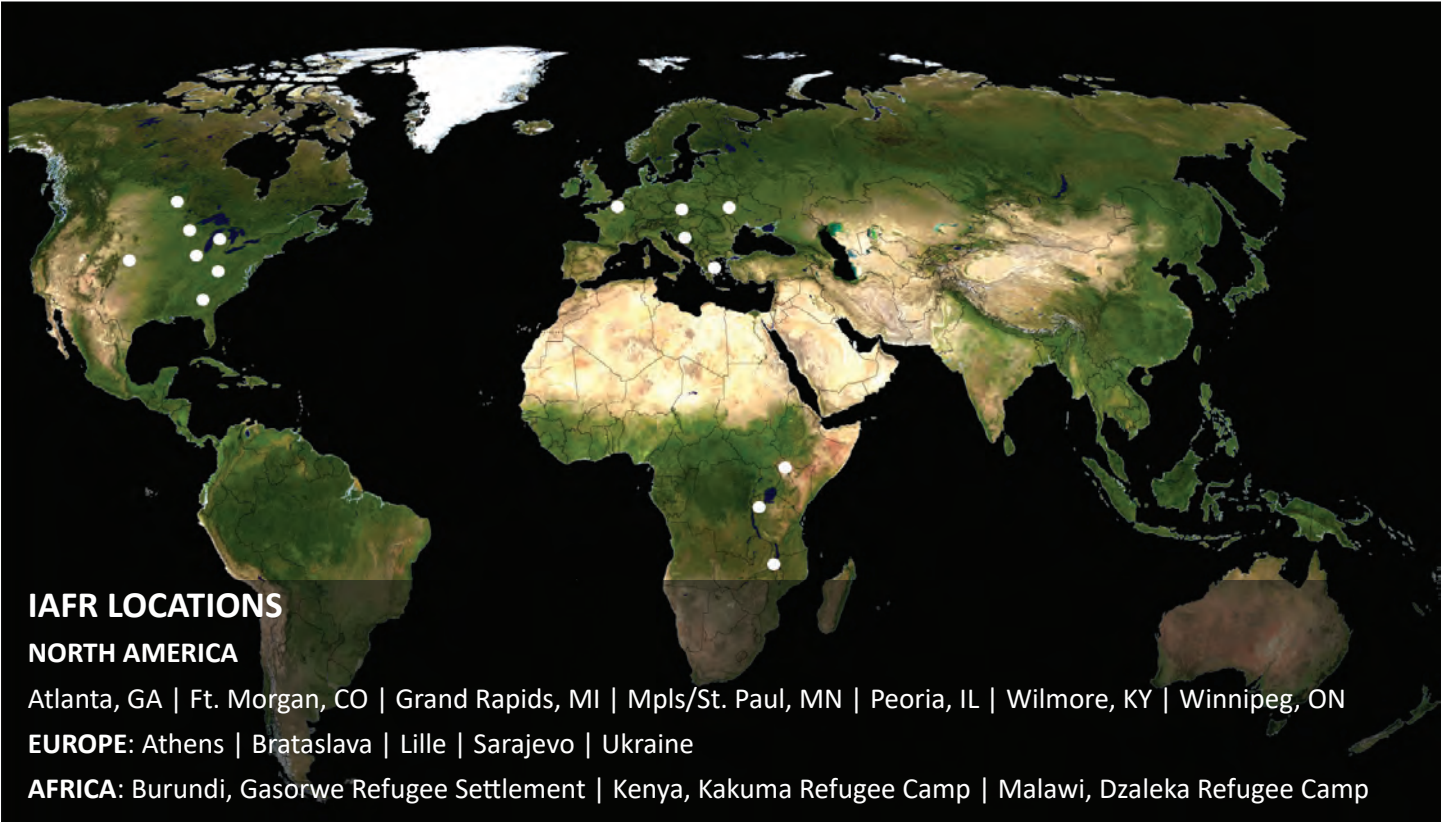 IAFR LOCATIONS
NORTH AMERICA
Atlanta, GA | Ft. Morgan, CO | Grand Rapids, MI | Mpls/St. Paul, MN | Peoria, IL | Wilmore, KY | Winnipeg, ON
EUROPE: Athens | Brataslava | Lille | Sarajevo | Ukraine
AFRICA: Burundi, Gasorwe Refugee Settlement | Kenya, Kakuma Refugee Camp | Malawi, Dzaleka Refugee Camp